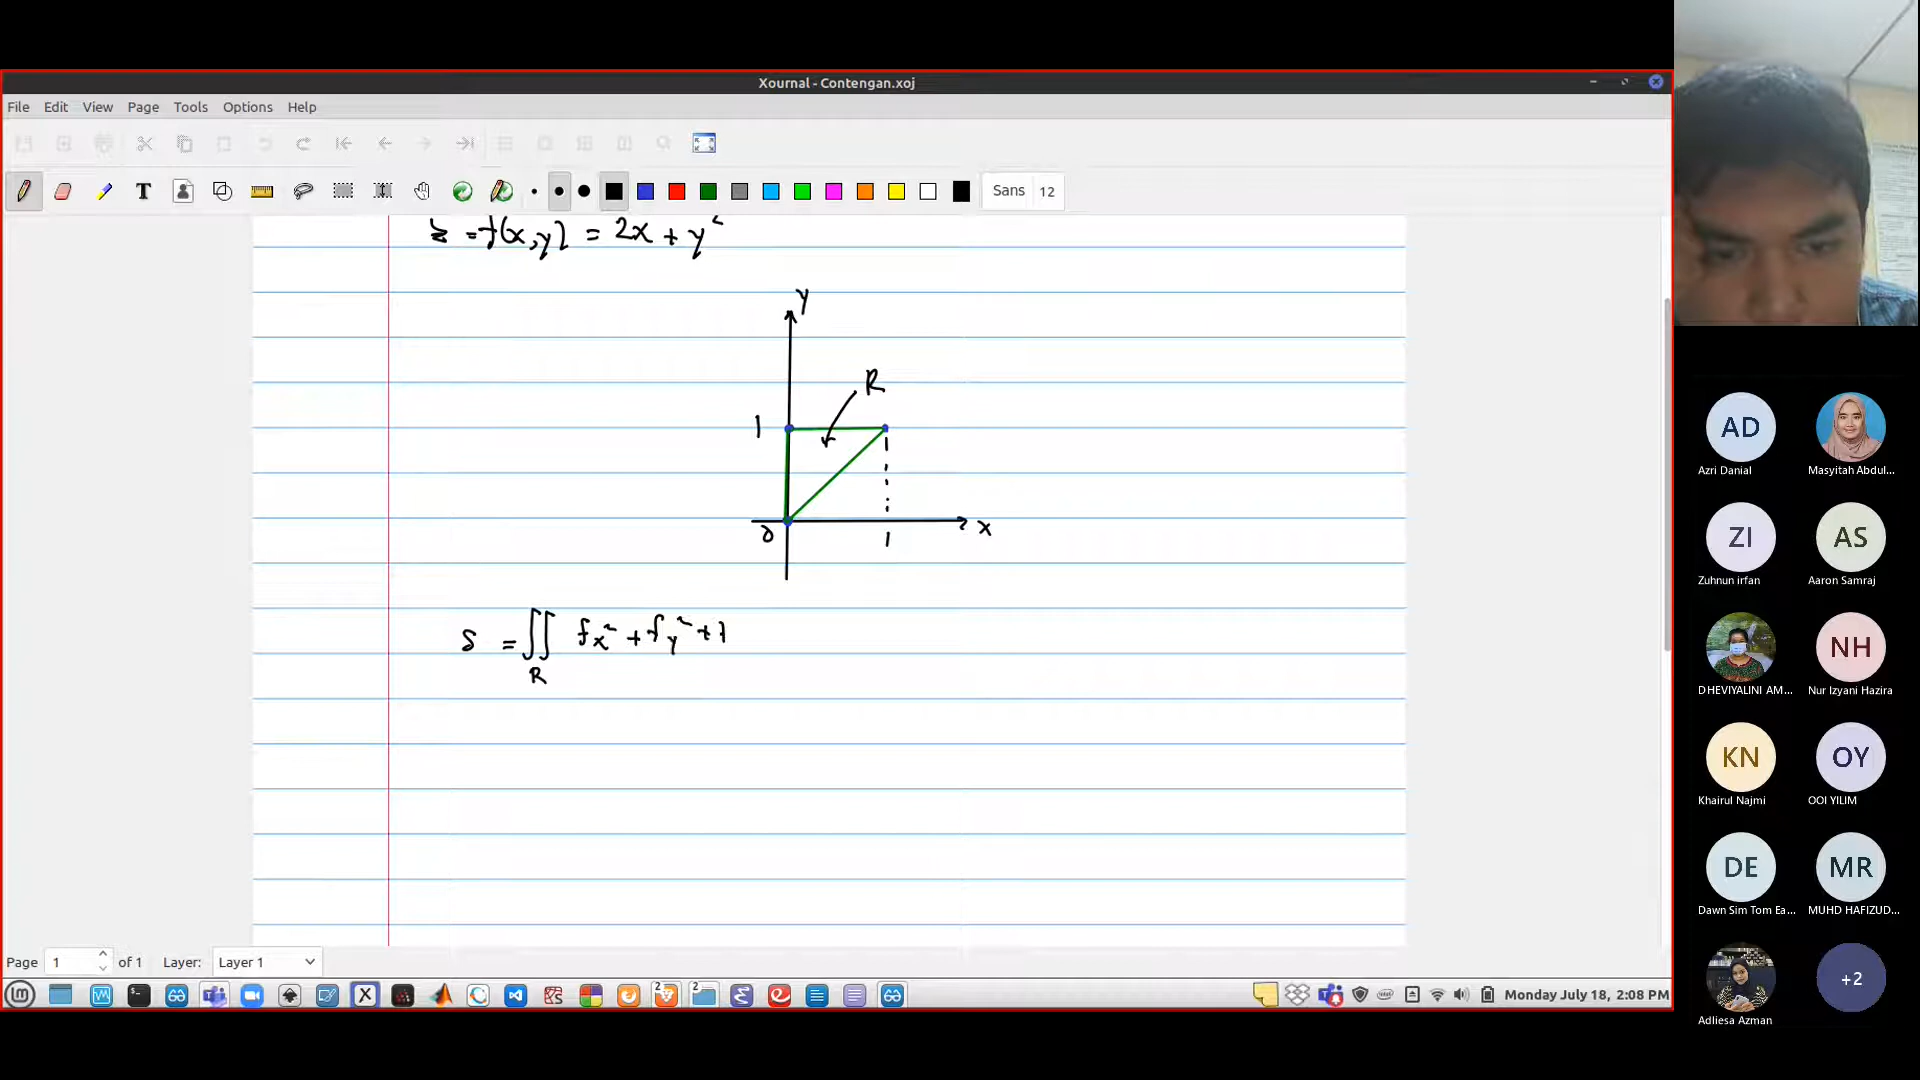 Xournal - Contengan.xoj
File Edit View Page Tools Options Help
T Sans 12
z = f(x,y) = 2x + y²
y
R
1
0 1 x
S = ∬ fx² + fy² + 1
R
Page 1 of 1 Layer: Layer 1
2 2 Monday July 18, 2:08 PM
AD
Azri Danial Masyitah Abdul...
ZI AS
Zuhnun irfan Aaron Samraj
NH
DHEVIYALINI AM... Nur Izyani Hazira
KN OY
Khairul Najmi OOI YILIM
DE MR
Dawn Sim Tom Ea... MUHD HAFIZUD...
+2
Adliesa Azman